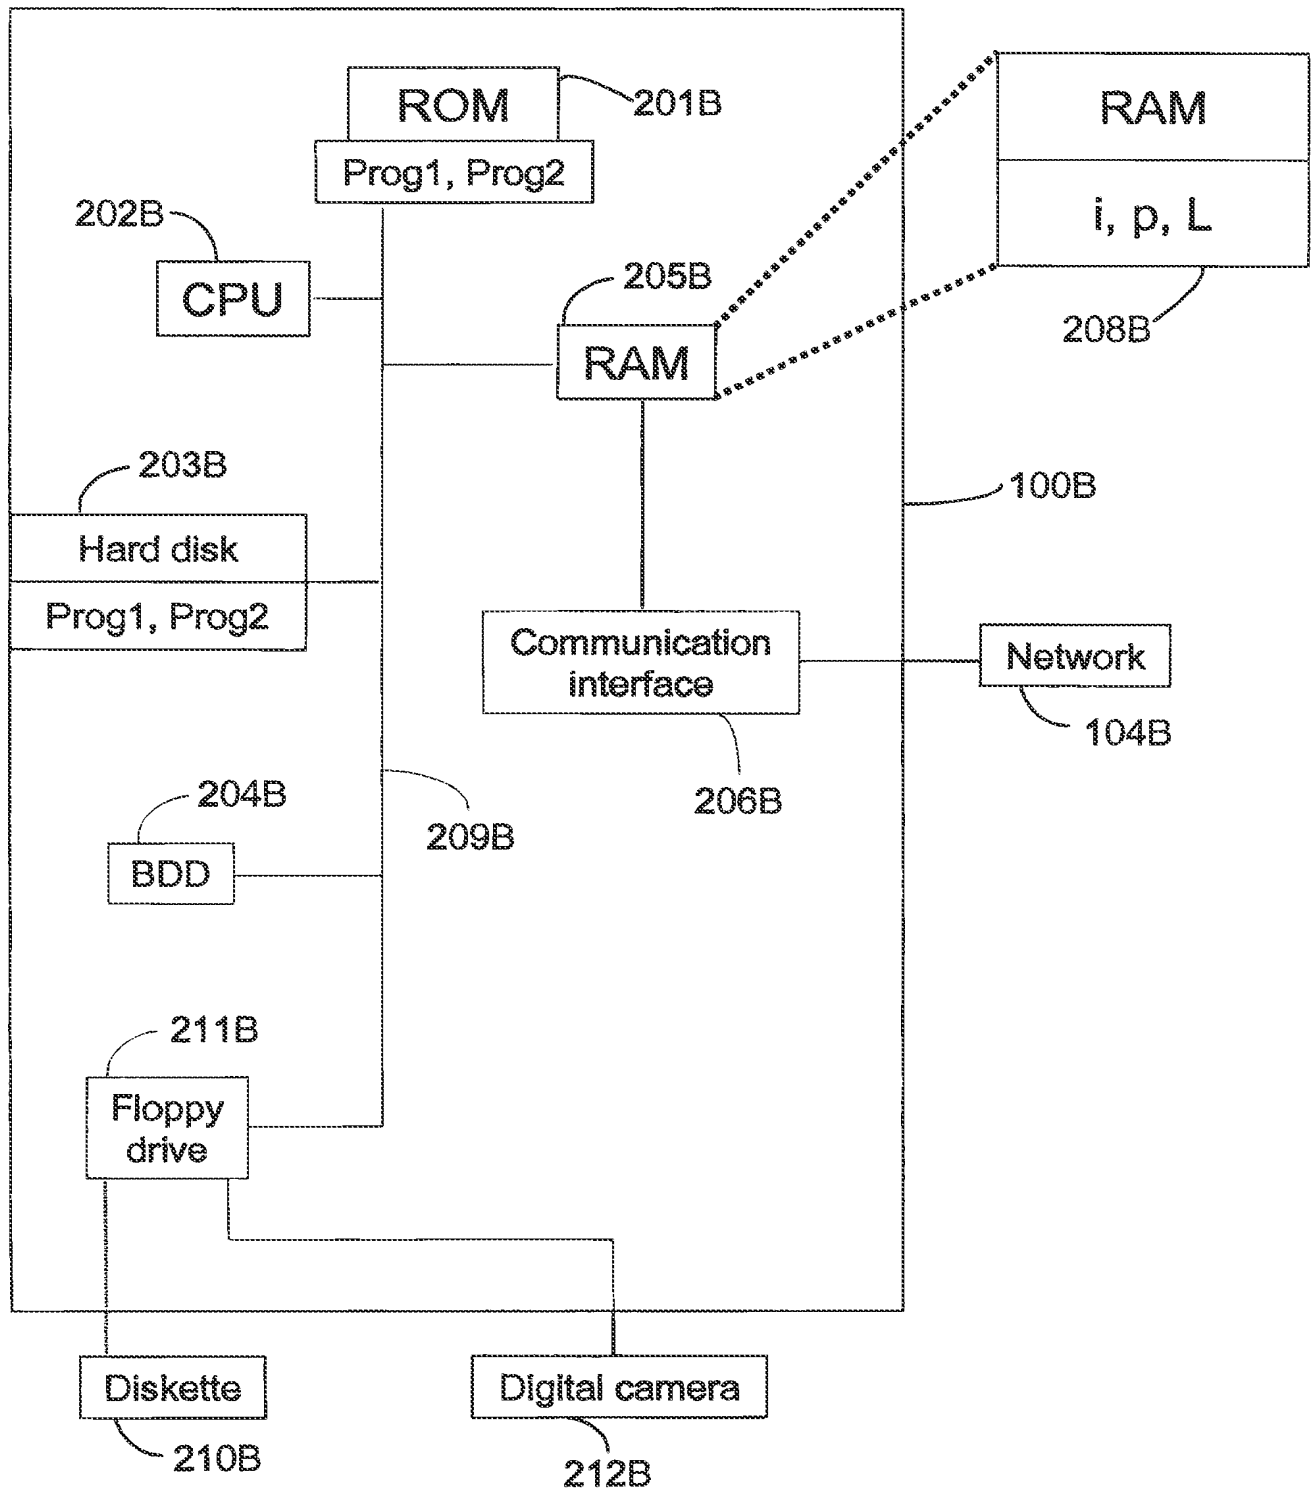 ROM
201B
Prog1, Prog2
RAM
i, p, L
208B
202B
CPU
205B
RAM
203B
Hard disk
Prog1, Prog2
100B
Communication
interface
Network
104B
206B
204B
BDD
209B
211B
Floppy
drive
Diskette
210B
Digital camera
212B